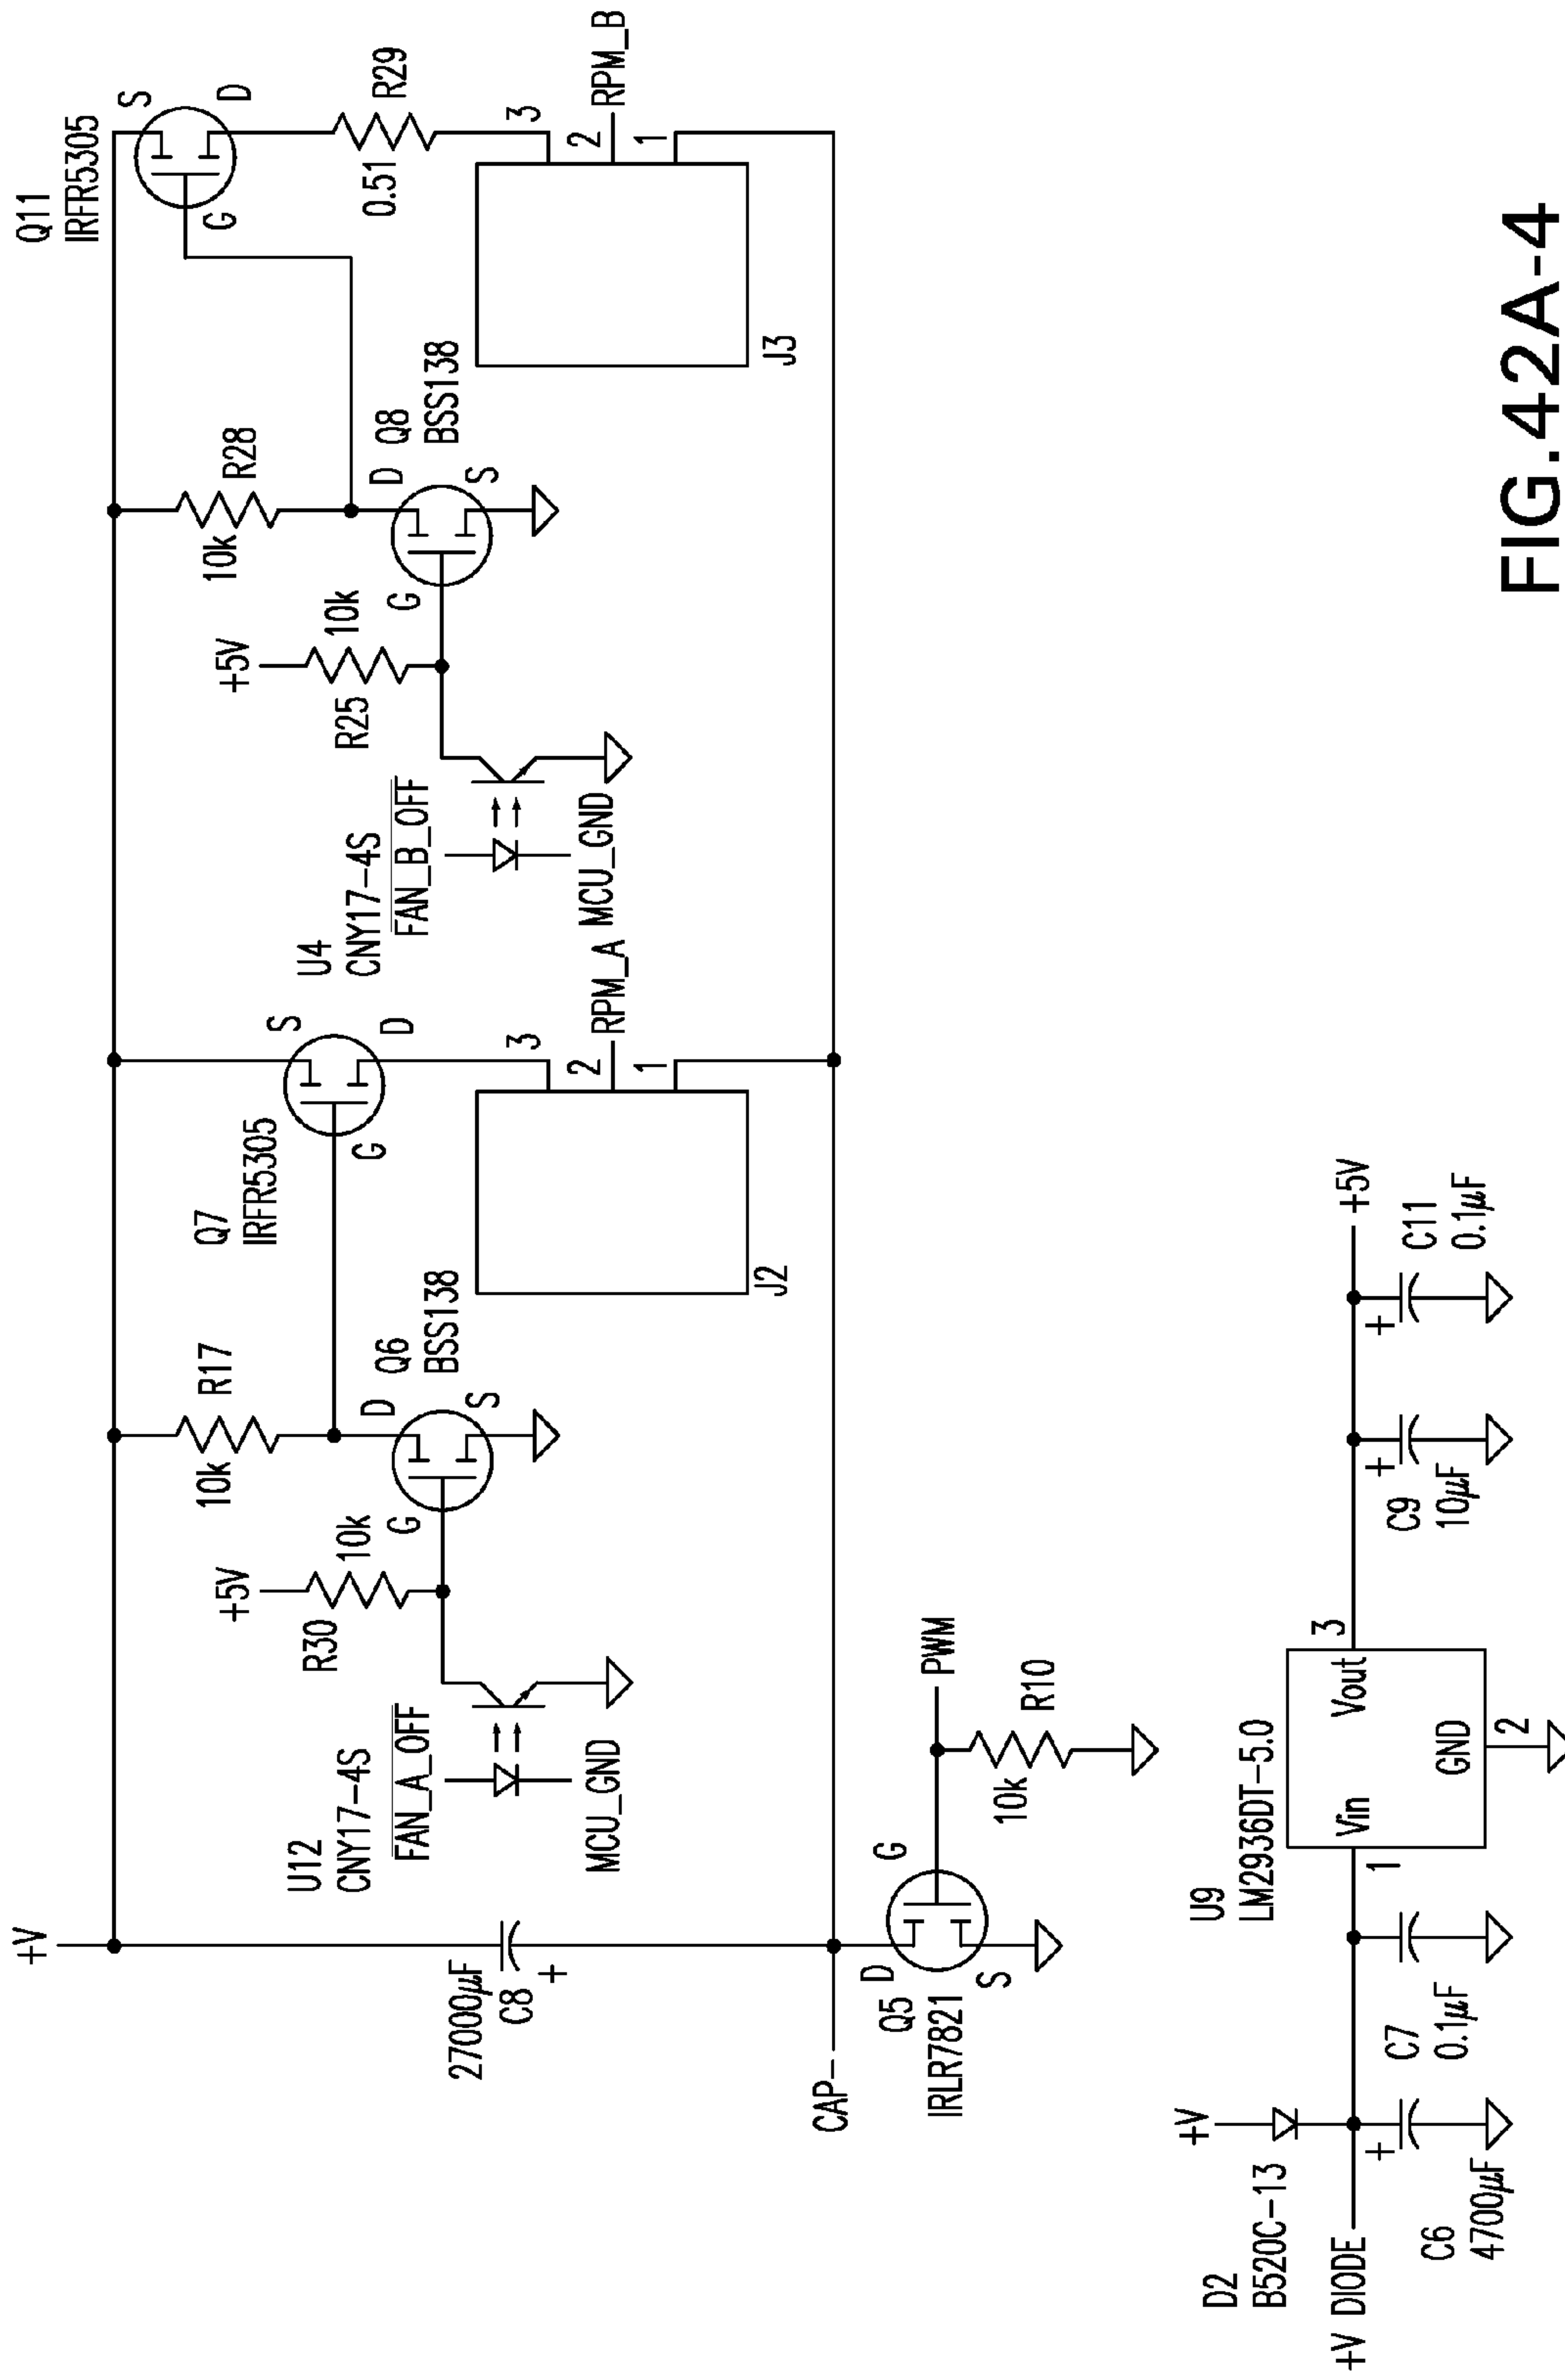 +V
27000µF
C8
+
CAP-
U12
CNY17-4S
FAN_A_OFF
MCU_GND
+5V
R30
10k
10k
R17
G
D
S
Q6
BSS138
Q7
IRFR5305
G
S
D
3
2
1
RPM_A
J2
U4
CNY17-4S
FAN_B_OFF
MCU_GND
+5V
R25
10k
10k
R28
G
D
S
Q8
BSS138
Q11
IRFR5305
G
S
D
0.51
R29
3
2
1
RPM_B
J3
D
G
S
Q5
IRLR7821
PWM
10k
R10
D2
B520C-13
+V
+V DIODE
+
C6
4700µF
C7
0.1µF
U9
LM2936DT-5.0
1
Vin
Vout
3
GND
2
+
C9
10µF
+
C11
0.1µF
+5V
FIG.42A-4